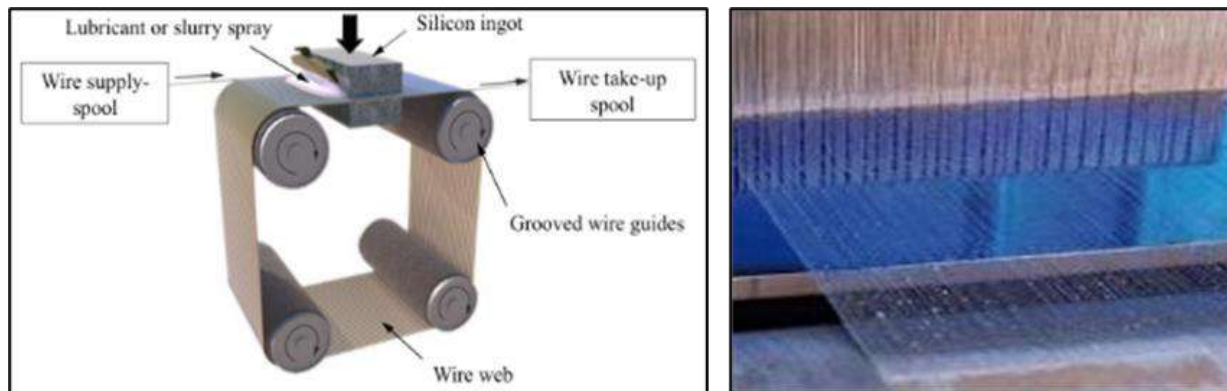 Lubricant or slurry spray
Silicon ingot
Wire supply-
spool
Wire take-up
spool
Grooved wire guides
Wire web